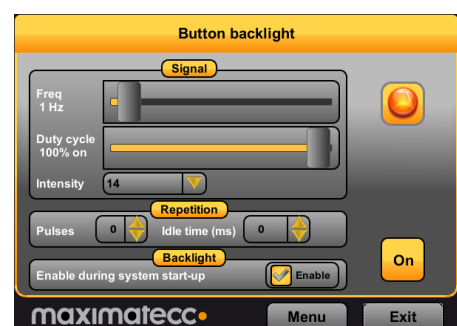 Button backlight
Signal
Freq
1 Hz
Duty cycle
100% on
Intensity 14
Repetition
Pulses 0 Idle time (ms) 0
Backlight
Enable during system start-up Enable
On
maximatecc
Menu Exit